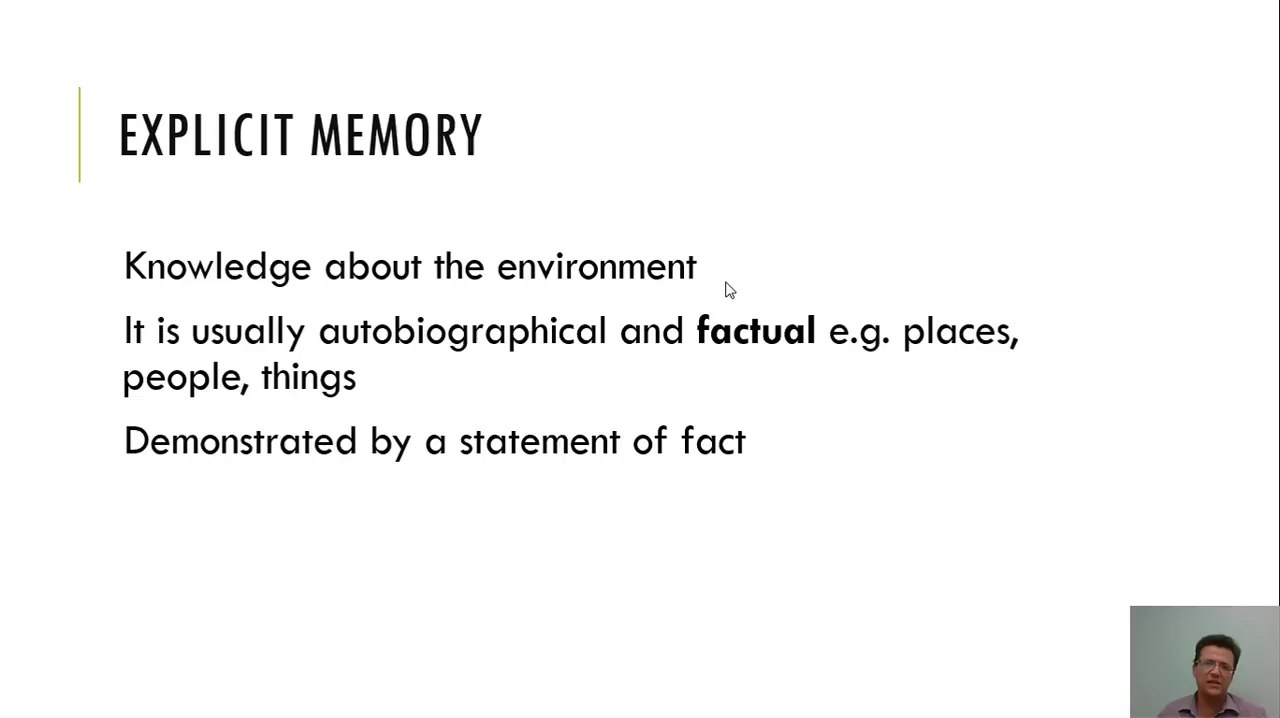 EXPLICIT MEMORY
Knowledge about the environment
It is usually autobiographical and factual e.g. places,
people, things
Demonstrated by a statement of fact